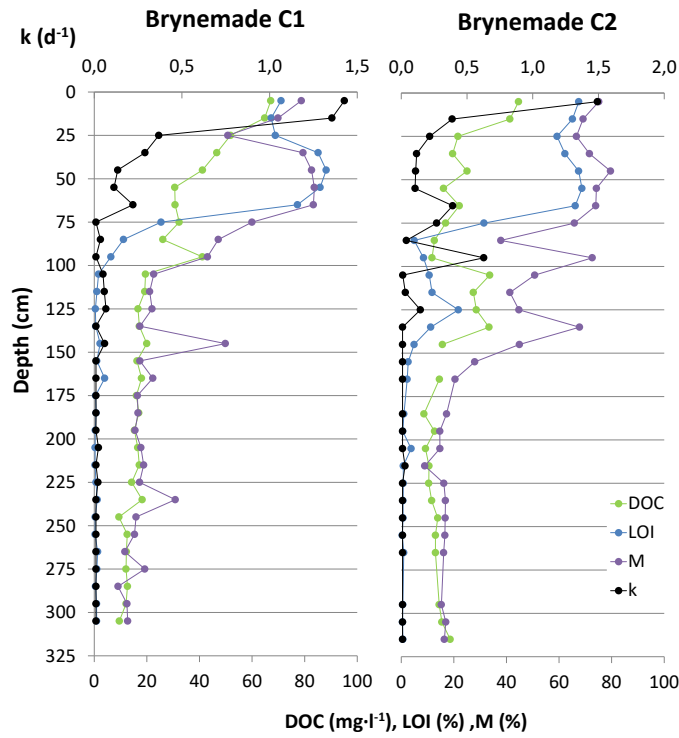 Brynemade C1
Brynemade C2
k (d⁻¹)
0,0 0,5 1,0 1,5
0,0 0,5 1,0 1,5 2,0
0
25
50
75
100
125
150
175
200
225
250
275
300
325
Depth (cm)
DOC
LOI
M
k
0 20 40 60 80 100
0 20 40 60 80 100
DOC (mg·l⁻¹), LOI (%) ,M (%)